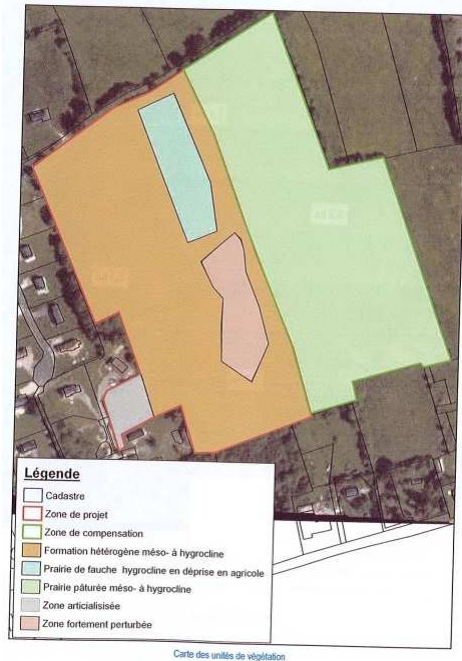 Légende
Cadastre
Zone de projet
Zone de compensation
Formation hétérogène méso- à hygrocline
Prairie de fauche hygrocline en déprise en agricole
Prairie pâturée méso- à hygrocline
Zone articialisée
Zone fortement perturbée
Carte des unités de végétation